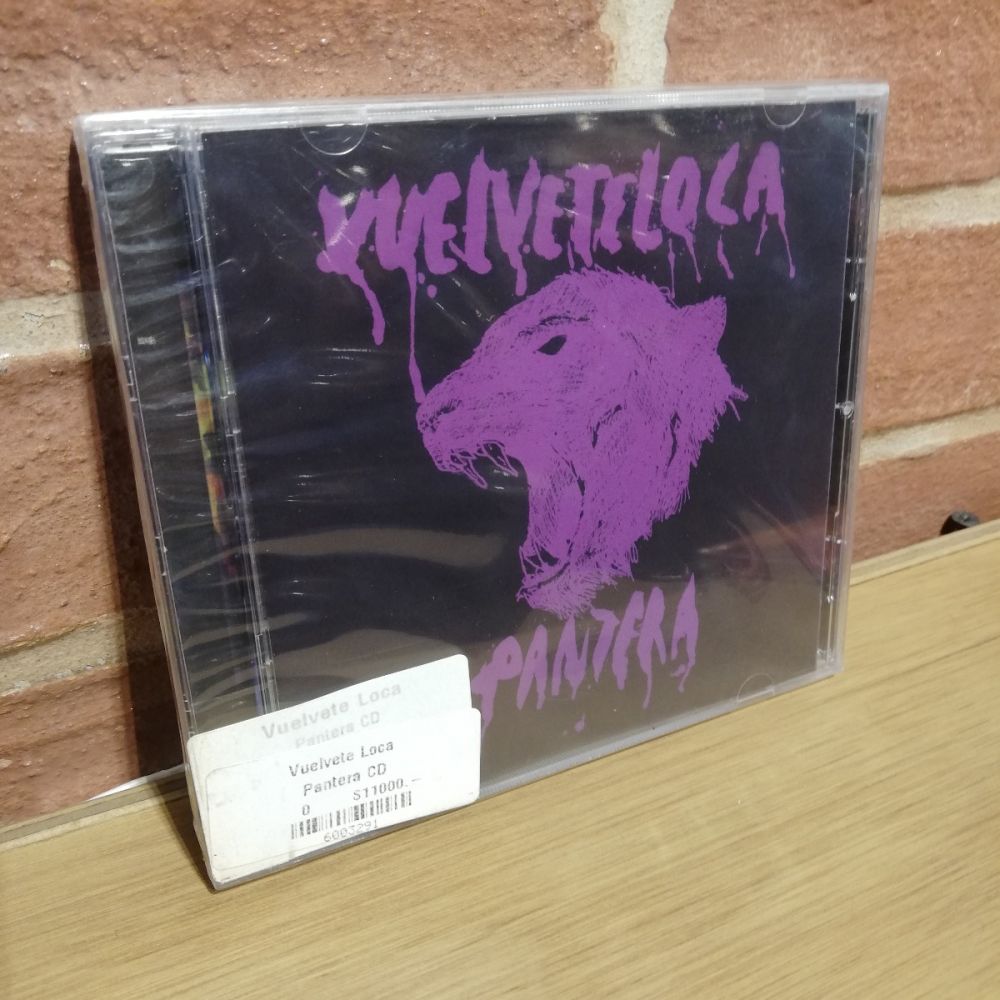 VUELVETELOCA
PANTERA
Vuelvete Loca
Pantera CD
Vuelvete Loca
Pantera CD
0 $11000.-
6003291